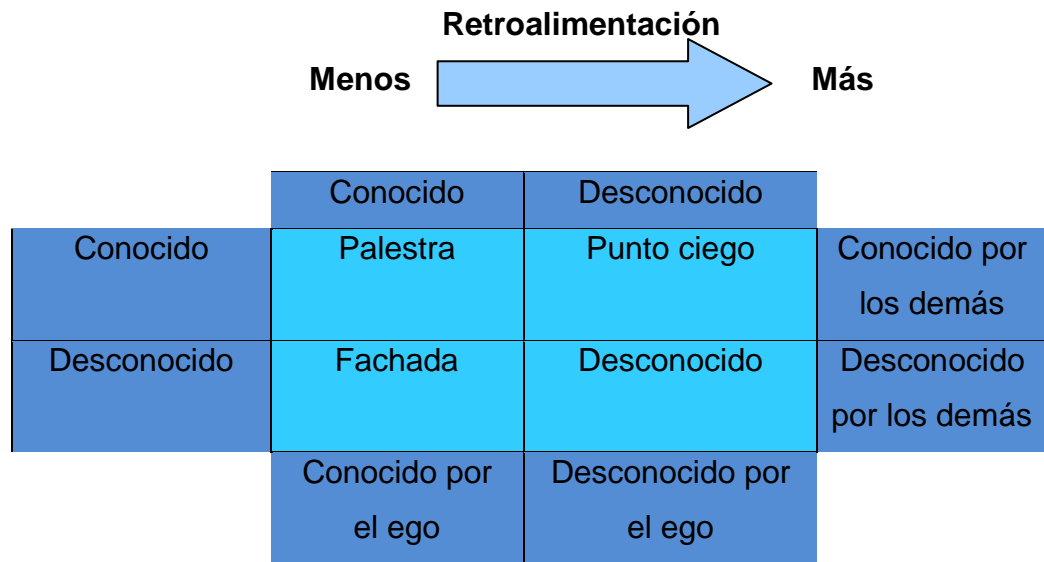 Retroalimentación
Menos Más
Conocido Desconocido
Conocido Palestra Punto ciego Conocido por
los demás
Desconocido Fachada Desconocido Desconocido
por los demás
Conocido por Desconocido por
el ego el ego